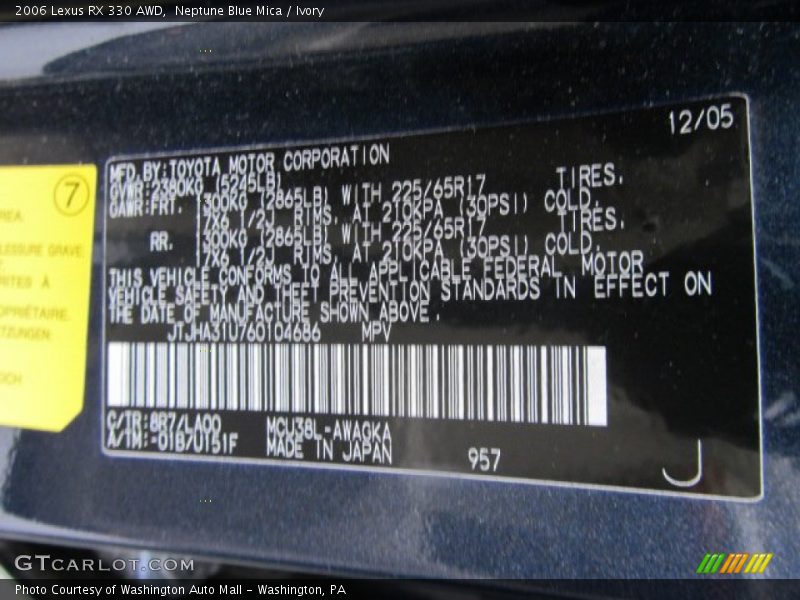 2006 Lexus RX 330 AWD, Neptune Blue Mica / Ivory
12/05
MFD. BY: TOYOTA MOTOR CORPORATION
GVWR: 2380KG (5245LB)
GAWR: FRT. 1300KG (2865LB) WITH 225/65R17 TIRES,
17X6 1/2J RIMS, AT 210KPA (30PSI) COLD.
RR. 1300KG (2865LB) WITH 225/65R17 TIRES,
17X6 1/2J RIMS, AT 210KPA (30PSI) COLD.
THIS VEHICLE CONFORMS TO ALL APPLICABLE FEDERAL MOTOR
VEHICLE SAFETY AND THEFT PREVENTION STANDARDS IN EFFECT ON
THE DATE OF MANUFACTURE SHOWN ABOVE.
JTJHA31U760104686 MPV
C/TR: 8R7/LA00 MCU38L-AWAGKA
A/TM: -01B/U151F MADE IN JAPAN
957
J
7
LESSURE GRAVE
À
OPRIÉTAIRE.
GTCARLOT.COM
Photo Courtesy of Washington Auto Mall - Washington, PA